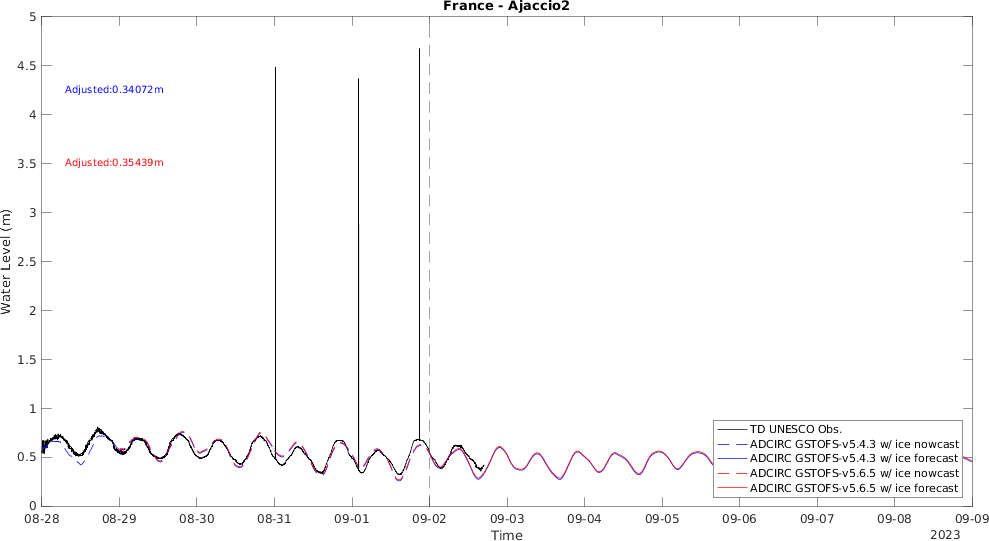 France - Ajaccio2
5
4.5
4
3.5
3
2.5
2
1.5
1
0.5
0
Water Level (m)
Adjusted:0.34072m
Adjusted:0.35439m
TD UNESCO Obs.
ADCIRC GSTOFS-v5.4.3 w/ ice nowcast
ADCIRC GSTOFS-v5.4.3 w/ ice forecast
ADCIRC GSTOFS-v5.6.5 w/ ice nowcast
ADCIRC GSTOFS-v5.6.5 w/ ice forecast
08-28 08-29 08-30 08-31 09-01 09-02 09-03 09-04 09-05 09-06 09-07 09-08 09-09
Time
2023